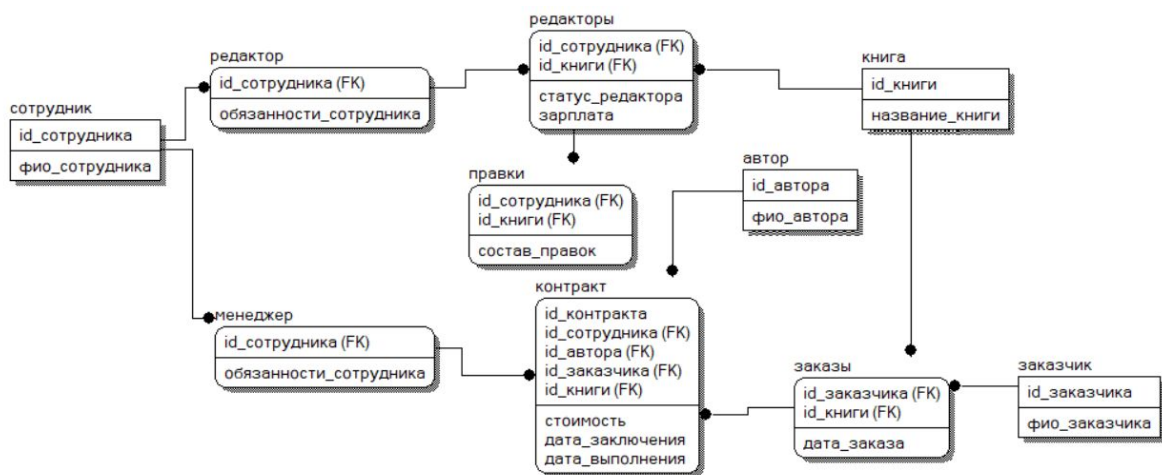 редакторы
id_сотрудника (FK)
id_книги (FK)
статус_редактора
зарплата
редактор
id_сотрудника (FK)
обязанности_сотрудника
книга
id_книги
название_книги
сотрудник
id_сотрудника
фио_сотрудника
автор
id_автора
фио_автора
правки
id_сотрудника (FK)
id_книги (FK)
состав_правок
контракт
id_контракта
id_сотрудника (FK)
id_автора (FK)
id_заказчика (FK)
id_книги (FK)
стоимость
дата_заключения
дата_выполнения
менеджер
id_сотрудника (FK)
обязанности_сотрудника
заказы
id_заказчика (FK)
id_книги (FK)
дата_заказа
заказчик
id_заказчика
фио_заказчика